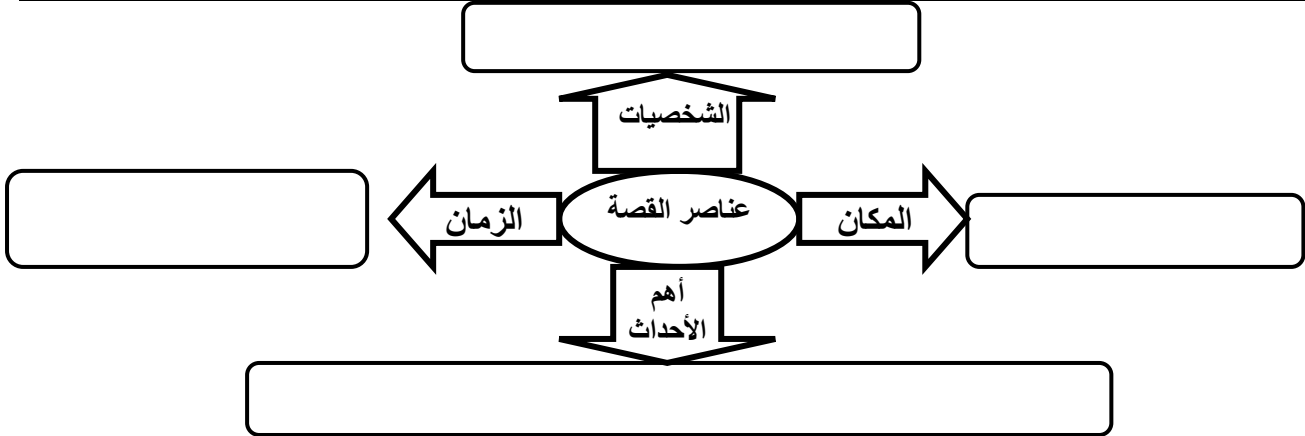 الشخصيات
عناصر القصة
المكان
الزمان
أهم
الأحداث